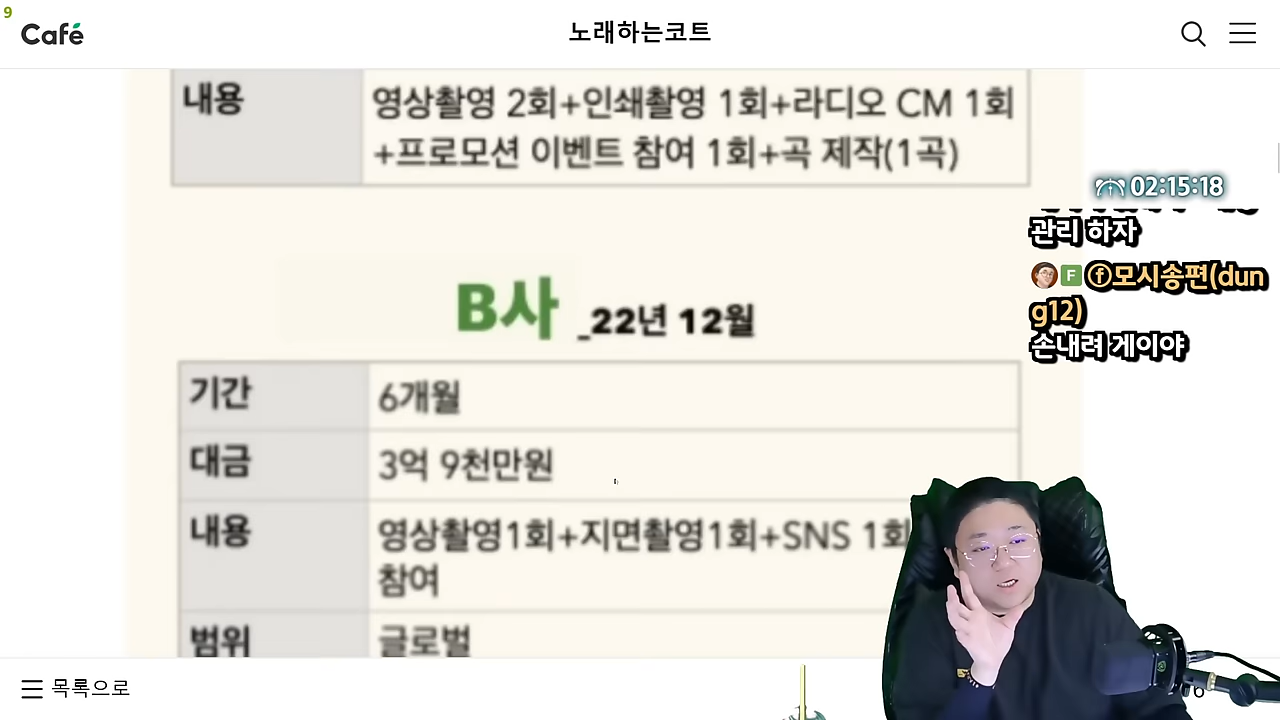 9
Café
노래하는코트
내용
영상촬영 2회+인쇄촬영 1회+라디오 CM 1회
+프로모션 이벤트 참여 1회+곡 제작(1곡)
02:15:18
관리 하자
F ⓕ모시송편(dun
g12)
손내려 게이야
B사 _22년 12월
기간
6개월
대금
3억 9천만원
내용
영상촬영1회+지면촬영1회+SNS 1회
참여
범위
글로벌
목록으로